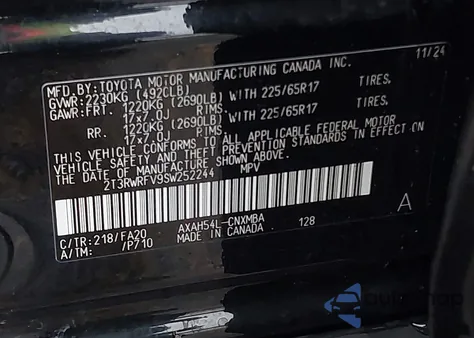 MFD.BY: TOYOTA MOTOR MANUFACTURING CANADA INC. 11/24
GVWR: 2230KG (4920LB)
GAWR: FRT. 1220KG (2690LB) WITH 225/65R17 TIRES.
17x7.0J RIMS.
RR. 1220KG (2690LB) WITH 225/65R17 TIRES.
17x7.0J RIMS.
THIS VEHICLE CONFORMS TO ALL APPLICABLE FEDERAL MOTOR
VEHICLE SAFETY STANDARDS IN EFFECT ON
THE DATE OF MANUFACTURE SHOWN ABOVE.
2T3RWRFV9SW252244 MPV
C/TR: 218/FA20 AXAH54L-CNXMBA 128 A
A/TM: /P710 MADE IN CANADA